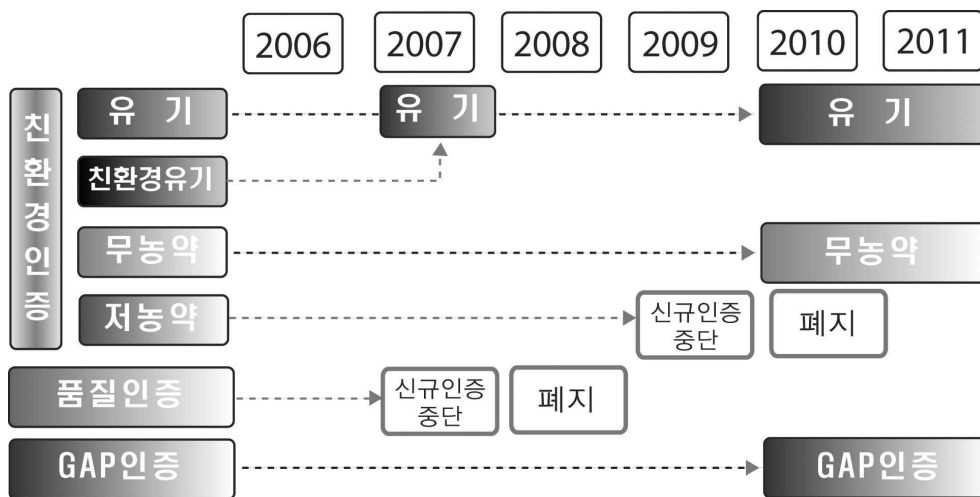 2006 2007 2008 2009 2010 2011
친환경인증
유 기 유 기 유 기
친환경유기
무농약 무농약
저농약 신규인증 폐지
중단
품질인증 신규인증 폐지
중단
GAP인증 GAP인증